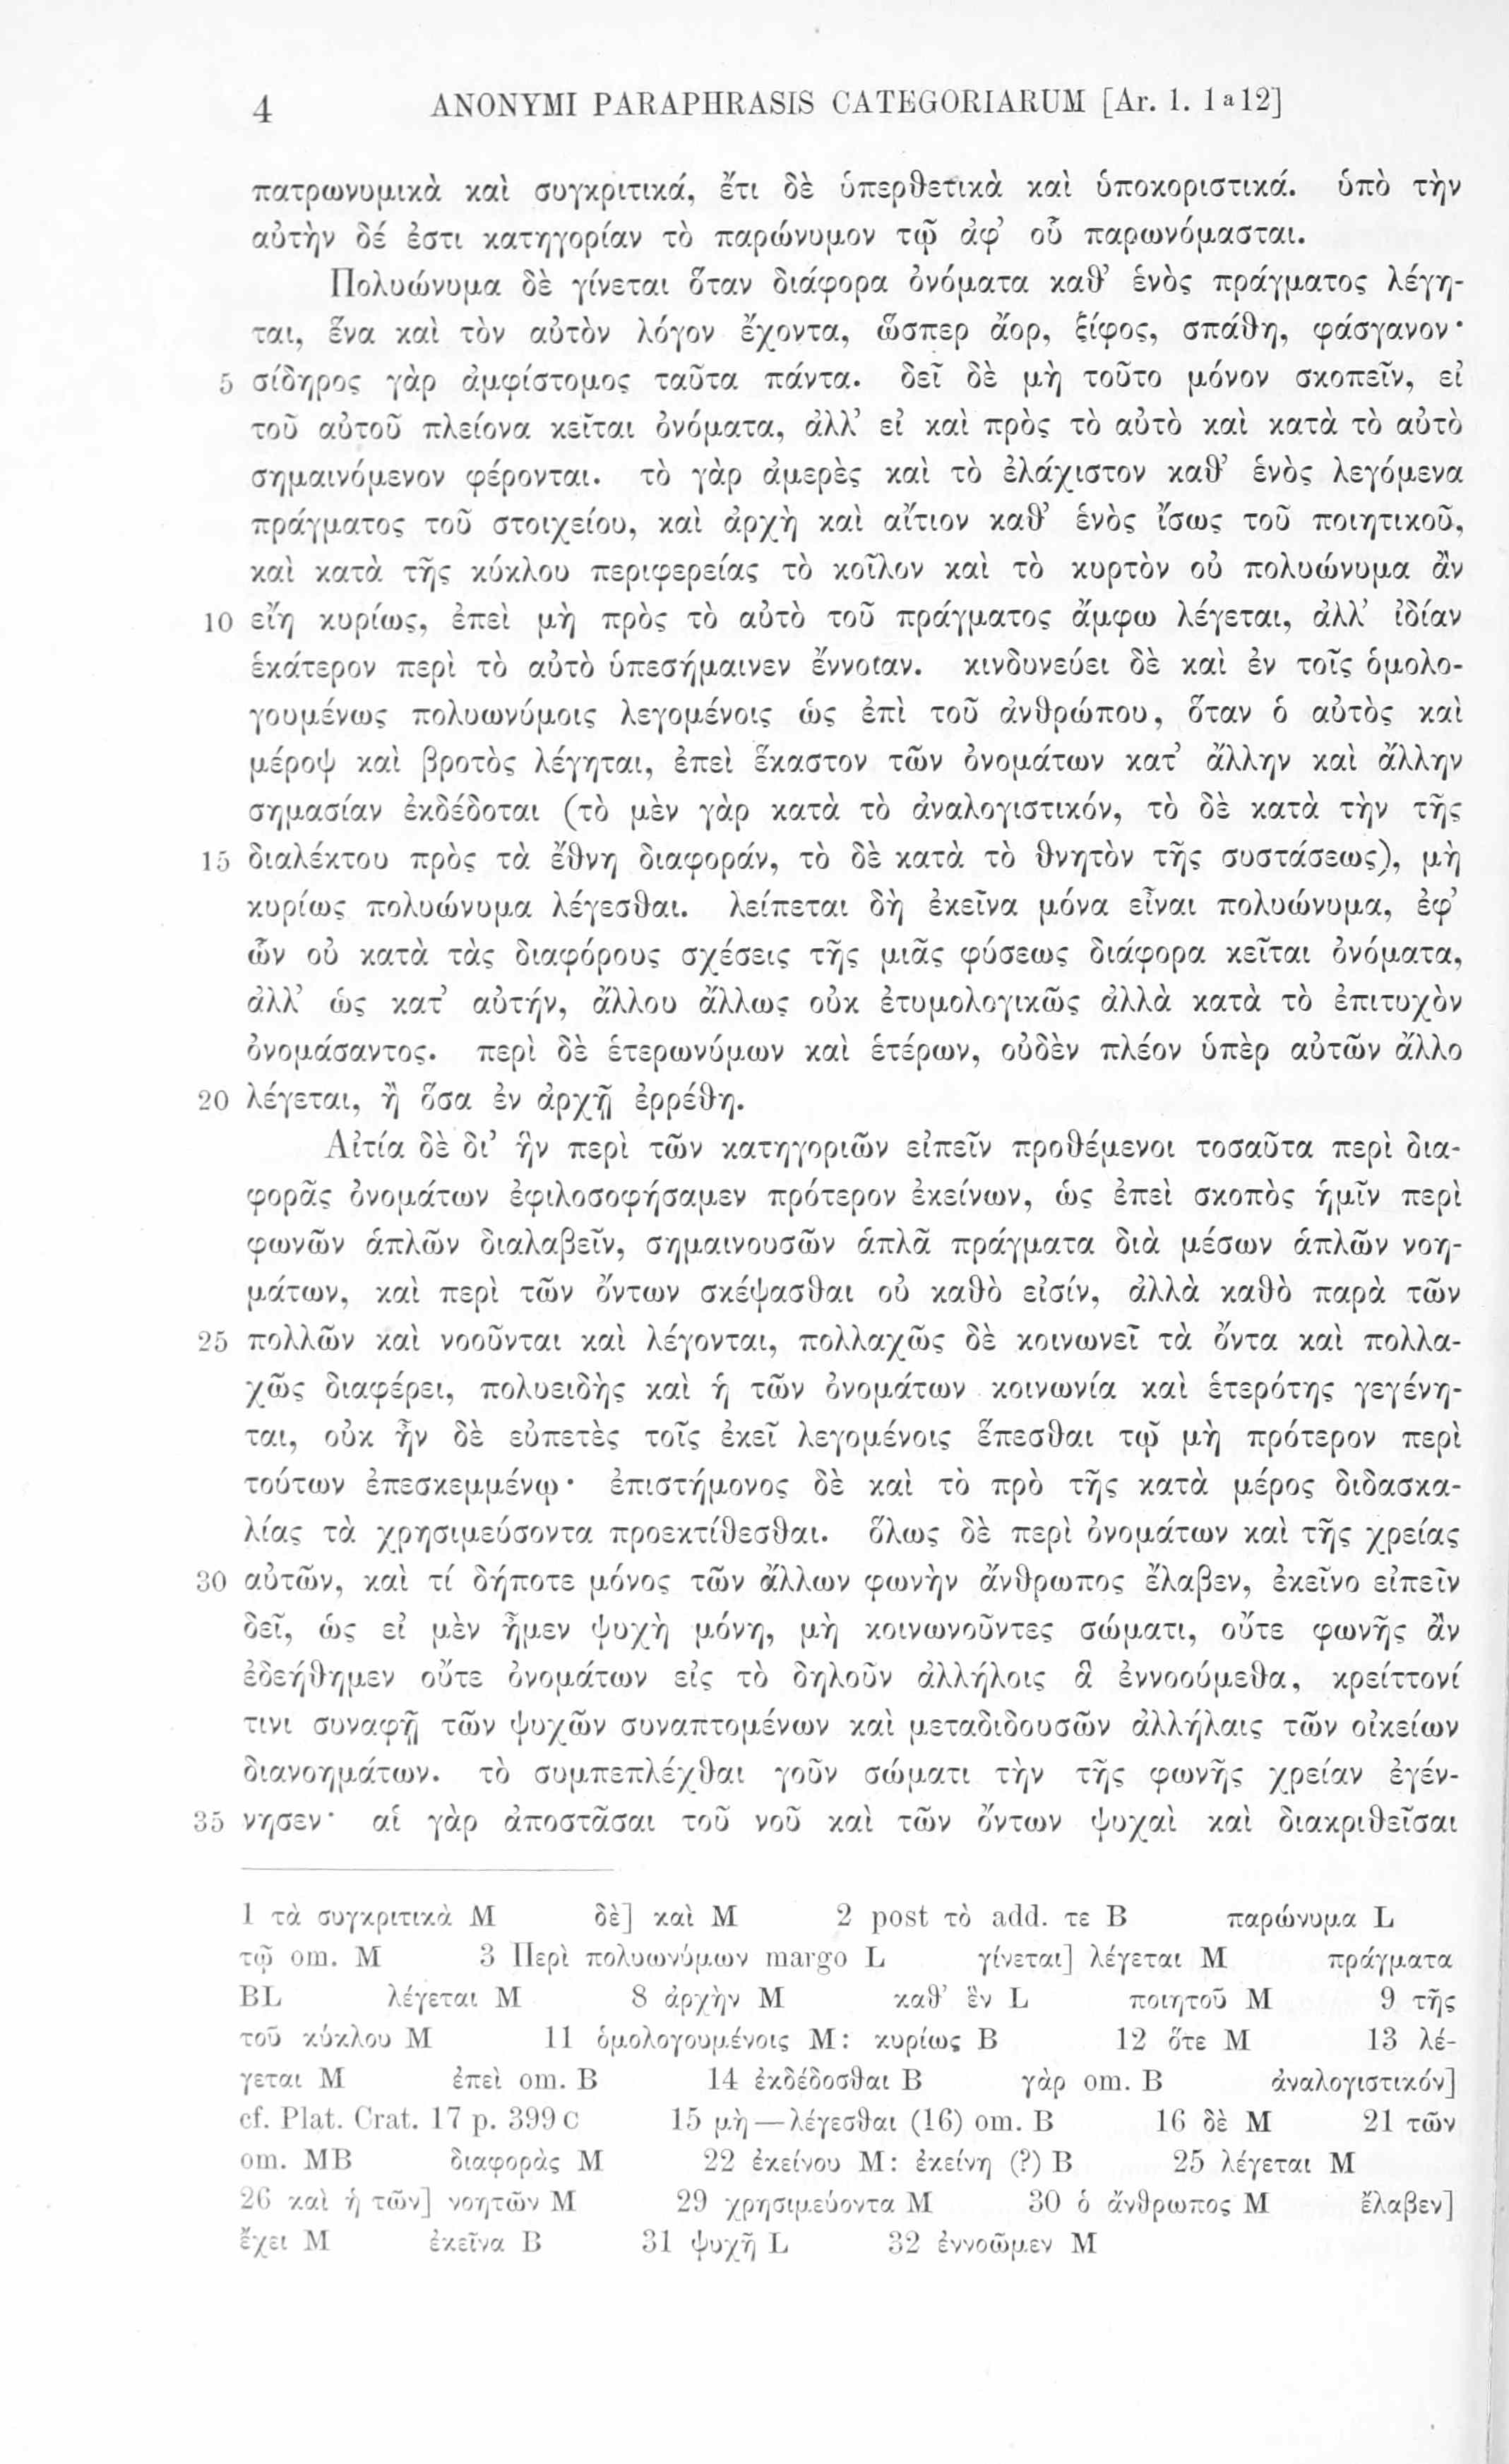 4 ANONYMI PARAPHRASIS CATEGORIARUM [Ar. 1. 1ᵃ12]
πατρωνυμικὰ καὶ συγκριτικά, ἔτι δὲ ὑπερθετικὰ καὶ ὑποκοριστικά. ὑπὸ τὴν
αὐτὴν δέ ἐστι κατηγορίαν τὸ παρώνυμον τῷ ἀφ’ οὗ παρωνόμασται.
Πολυώνυμα δὲ γίνεται ὅταν διάφορα ὀνόματα καθ’ ἑνὸς πράγματος λέγη-
ται, ἕνα καὶ τὸν αὐτὸν λόγον ἔχοντα, ὥσπερ ἄορ, ξίφος, σπάθη, φάσγανον·
5 σίδηρος γὰρ ἀμφίστομος ταῦτα πάντα. δεῖ δὲ μὴ τοῦτο μόνον σκοπεῖν, εἰ
τοῦ αὐτοῦ πλείονα κεῖται ὀνόματα, ἀλλ’ εἰ καὶ πρὸς τὸ αὐτὸ καὶ κατὰ τὸ αὐτὸ
σημαινόμενον φέρονται. τὸ γὰρ ἀμερὲς καὶ τὸ ἐλάχιστον καθ’ ἑνὸς λεγόμενα
πράγματος τοῦ στοιχείου, καὶ ἀρχὴ καὶ αἴτιον καθ’ ἑνὸς ἴσως τοῦ ποιητικοῦ,
καὶ κατὰ τῆς κύκλου περιφερείας τὸ κοῖλον καὶ τὸ κυρτὸν οὐ πολυώνυμα ἂν
10 εἴη κυρίως, ἐπεὶ μὴ πρὸς τὸ αὐτὸ τοῦ πράγματος ἄμφω λέγεται, ἀλλ’ ἰδίαν
ἑκάτερον περὶ τὸ αὐτὸ ὑπεσήμαινεν ἔννοιαν. κινδυνεύει δὲ καὶ ἐν τοῖς ὁμολο-
γουμένως πολυωνύμοις λεγομένοις ὡς ἐπὶ τοῦ ἀνθρώπου, ὅταν ὁ αὐτὸς καὶ
μέροψ καὶ βροτὸς λέγηται, ἐπεὶ ἕκαστον τῶν ὀνομάτων κατ’ ἄλλην καὶ ἄλλην
σημασίαν ἐκδέδοται (τὸ μὲν γὰρ κατὰ τὸ ἀναλογιστικόν, τὸ δὲ κατὰ τὴν τῆς
15 διαλέκτου πρὸς τὰ ἔθνη διαφοράν, τὸ δὲ κατὰ τὸ θνητὸν τῆς συστάσεως), μὴ
κυρίως πολυώνυμα λέγεσθαι. λείπεται δὴ ἐκεῖνα μόνα εἶναι πολυώνυμα, ἐφ’
ὧν οὐ κατὰ τὰς διαφόρους σχέσεις τῆς μιᾶς φύσεως διάφορα κεῖται ὀνόματα,
ἀλλ’ ὡς κατ’ αὐτήν, ἄλλου ἄλλως οὐκ ἐτυμολογικῶς ἀλλὰ κατὰ τὸ ἐπιτυχὸν
ὀνομάσαντος. περὶ δὲ ἑτερωνύμων καὶ ἑτέρων, οὐδὲν πλέον ὑπὲρ αὐτῶν ἄλλο
20 λέγεται, ἢ ὅσα ἐν ἀρχῇ ἐρρέθη.
Αἰτία δὲ δι’ ἣν περὶ τῶν κατηγοριῶν εἰπεῖν προθέμενοι τοσαῦτα περὶ δια-
φορᾶς ὀνομάτων ἐφιλοσοφήσαμεν πρότερον ἐκείνων, ὡς ἐπεὶ σκοπὸς ἡμῖν περὶ
φωνῶν ἁπλῶν διαλαβεῖν, σημαινουσῶν ἁπλᾶ πράγματα διὰ μέσων ἁπλῶν νοη-
μάτων, καὶ περὶ τῶν ὄντων σκέψασθαι οὐ καθὸ εἰσίν, ἀλλὰ καθὸ παρὰ τῶν
25 πολλῶν καὶ νοοῦνται καὶ λέγονται, πολλαχῶς δὲ κοινωνεῖ τὰ ὄντα καὶ πολλα-
χῶς διαφέρει, πολυειδὴς καὶ ἡ τῶν ὀνομάτων κοινωνία καὶ ἑτερότης γεγένη-
ται, οὐκ ἦν δὲ εὐπετὲς τοῖς ἐκεῖ λεγομένοις ἕπεσθαι τῷ μὴ πρότερον περὶ
τούτων ἐπεσκεμμένῳ· ἐπιστήμονος δὲ καὶ τὸ πρὸ τῆς κατὰ μέρος διδασκα-
λίας τὰ χρησιμεύσοντα προεκτίθεσθαι. ὅλως δὲ περὶ ὀνομάτων καὶ τῆς χρείας
30 αὐτῶν, καὶ τί δήποτε μόνος τῶν ἄλλων φωνὴν ἄνθρωπος ἔλαβεν, ἐκεῖνο εἰπεῖν
δεῖ, ὡς εἰ μὲν ἦμεν ψυχὴ μόνη, μὴ κοινωνοῦντες σώματι, οὔτε φωνῆς ἂν
ἐδεήθημεν οὔτε ὀνομάτων εἰς τὸ δηλοῦν ἀλλήλοις ἃ ἐννοούμεθα, κρείττονί
τινι συναφῇ τῶν ψυχῶν συναπτομένων καὶ μεταδιδουσῶν ἀλλήλαις τῶν οἰκείων
διανοημάτων. τὸ συμπεπλέχθαι γοῦν σώματι τὴν τῆς φωνῆς χρείαν ἐγέν-
35 νησεν· αἱ γὰρ ἀποστᾶσαι τοῦ νοῦ καὶ τῶν ὄντων ψυχαὶ καὶ διακριθεῖσαι
1 τὰ συγκριτικὰ M δὲ] καὶ M 2 post τὸ add. τε B παρώνυμα L
τῷ om. M 3 Περὶ πολυωνύμων margo L γίνεται] λέγεται M πράγματα
BL λέγεται M 8 ἀρχὴν M καθ’ ἓν L ποιητοῦ M 9 τῆς
τοῦ κύκλου M 11 ὁμολογουμένοις M: κυρίως B 12 ὅτε M 13 λέ-
γεται M ἐπεὶ om. B 14 ἐκδέδοσθαι B γὰρ om. B ἀναλογιστικόν]
cf. Plat. Crat. 17 p. 399 c 15 μὴ—λέγεσθαι (16) om. B 16 δὲ M 21 τῶν
om. MB διαφορὰς M 22 ἐκείνου M: ἐκείνη (?) B 25 λέγεται M
26 καὶ ἡ τῶν] νοητῶν M 29 χρησιμεύοντα M 30 ὁ ἄνθρωπος M ἔλαβεν]
ἔχει M ἐκεῖνα B 31 ψυχῇ L 32 ἐννοῶμεν M